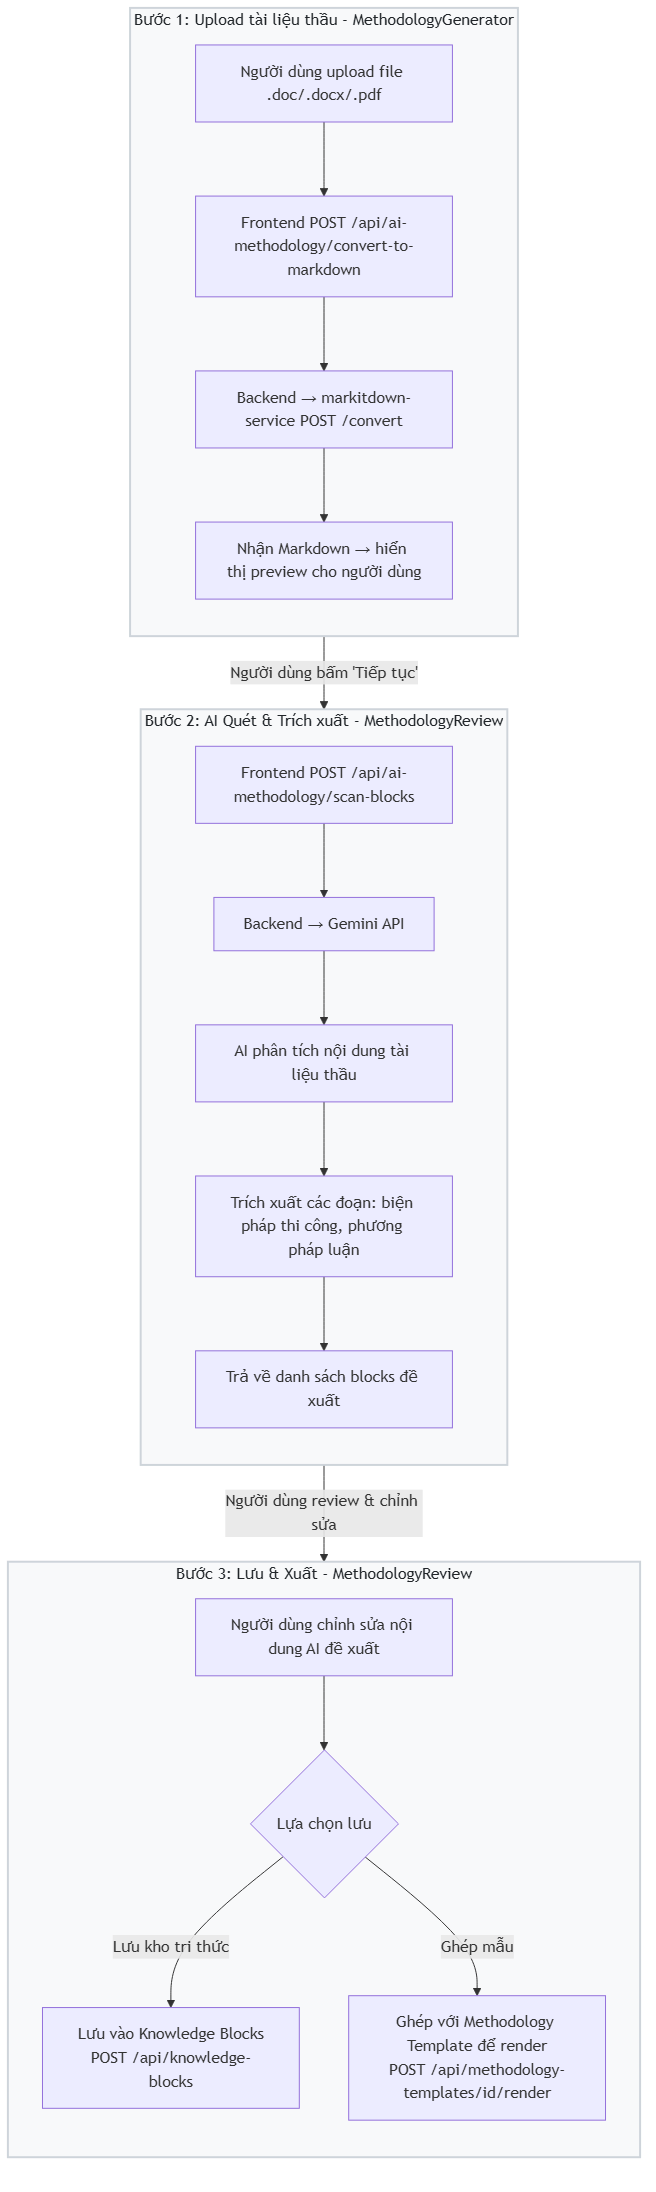 Bước 1: Upload tài liệu thầu - MethodologyGenerator
Người dùng upload file
.doc/.docx/.pdf
Frontend POST /api/ai-
methodology/convert-to-
markdown
Backend → markitdown-
service POST /convert
Nhận Markdown → hiển
thị preview cho người dùng
Người dùng bấm 'Tiếp tục'
Bước 2: AI Quét & Trích xuất - MethodologyReview
Frontend POST /api/ai-
methodology/scan-blocks
Backend → Gemini API
AI phân tích nội dung tài
liệu thầu
Trích xuất các đoạn: biện
pháp thi công, phương
pháp luận
Trả về danh sách blocks đề
xuất
Người dùng review & chỉnh
sửa
Bước 3: Lưu & Xuất - MethodologyReview
Người dùng chỉnh sửa nội
dung AI đề xuất
Lựa chọn lưu
Lưu kho tri thức
Ghép mẫu
Lưu vào Knowledge Blocks
POST /api/knowledge-
blocks
Ghép với Methodology
Template để render
POST /api/methodology-
templates/id/render